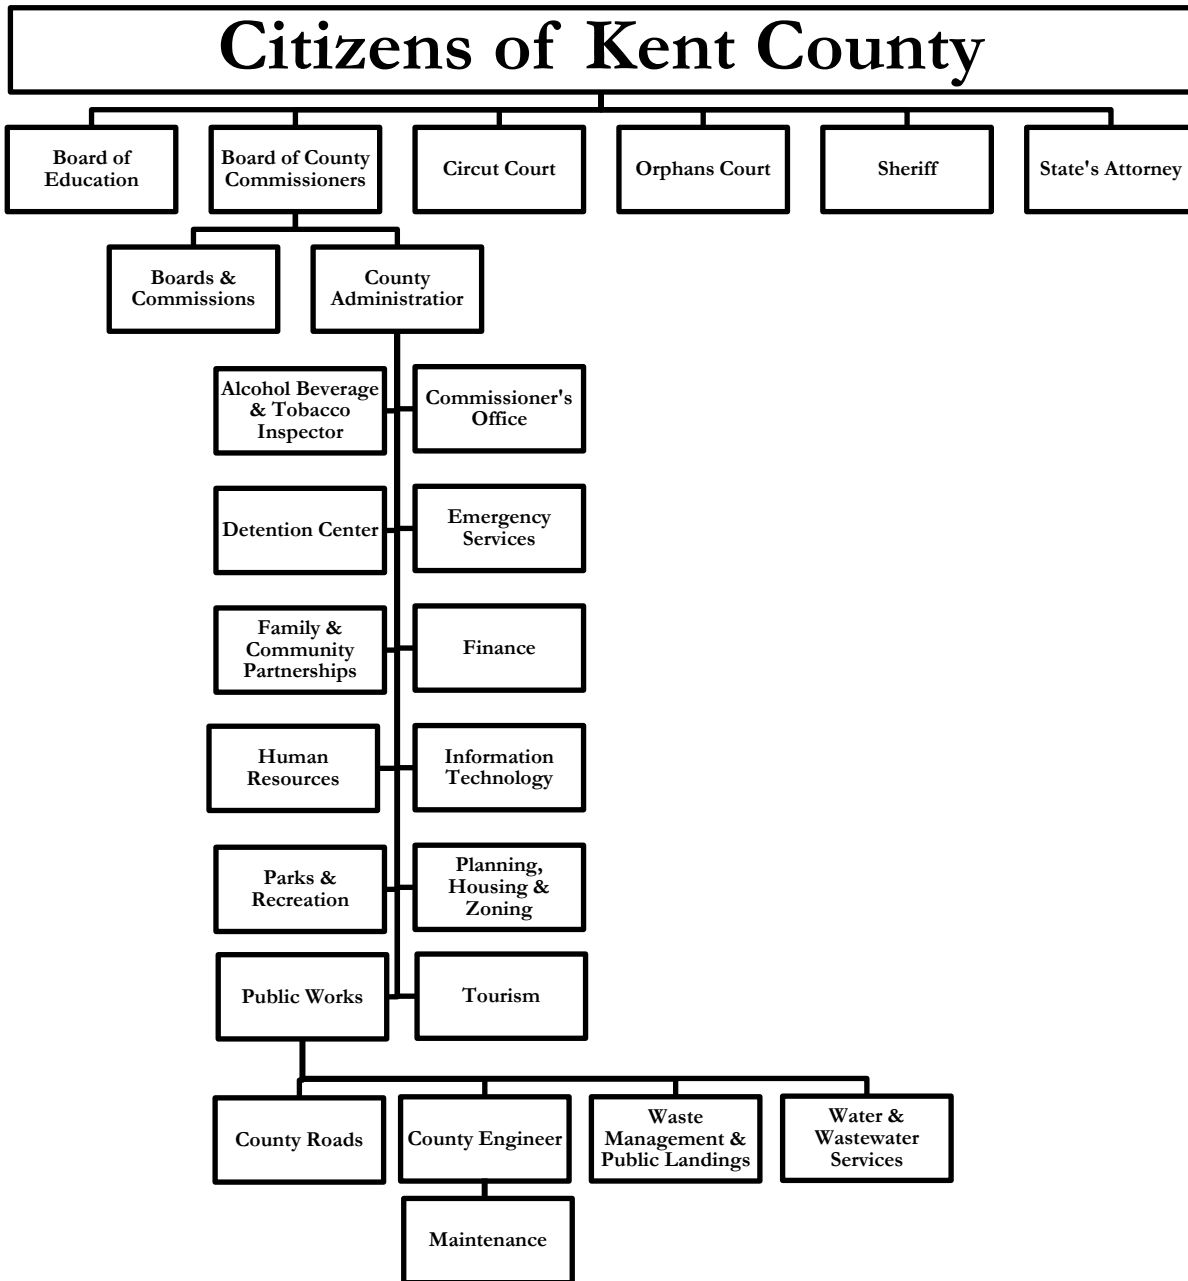 Citizens of Kent County
Board of
Education
Board of County
Commissioners
Circut Court
Orphans Court
Sheriff
State's Attorney
Boards &
Commissions
County
Administratior
Alcohol Beverage
& Tobacco
Inspector
Commissioner's
Office
Detention Center
Emergency
Services
Family &
Community
Partnerships
Finance
Human
Resources
Information
Technology
Parks &
Recreation
Planning,
Housing &
Zoning
Public Works
Tourism
County Roads
County Engineer
Waste
Management &
Public Landings
Water &
Wastewater
Services
Maintenance